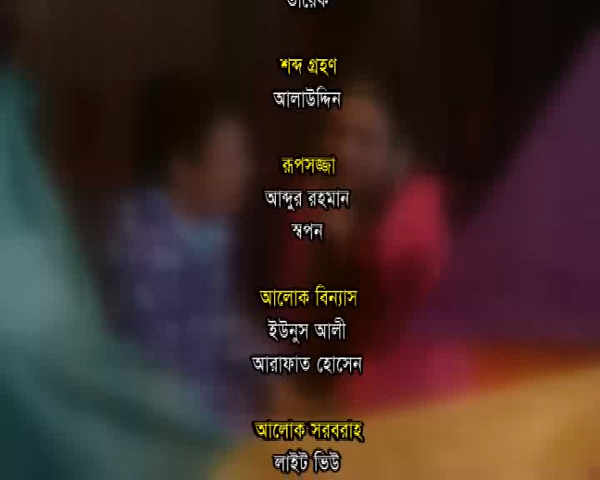 তারেক
শব্দ গ্রহণ
আলাউদ্দিন
রূপসজ্জা
আব্দুর রহমান
স্বপন
আলোক বিন্যাস
ইউনুস আলী
আরাফাত হোসেন
আলোক সরবরাহ
লাইট ভিউ